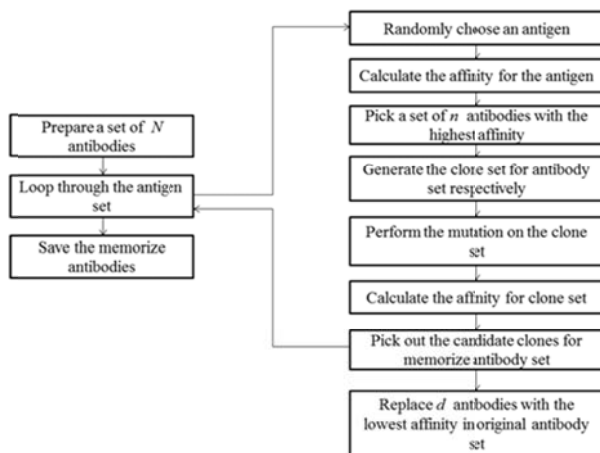 Prepare a set of N
antibodies
Loop through the antigen
set
Save the memorize
antibodies
Randomly choose an antigen
Calculate the affinity for the antigen
Pick a set of n antibodies with the
highest affinity
Generate the clone set for antibody
set respectively
Perform the mutation on the clone
set
Calculate the affinity for clone set
Pick out the candidate clones for
memorize antibody set
Replace d antbodies with the
lowest affinity in original antibody
set